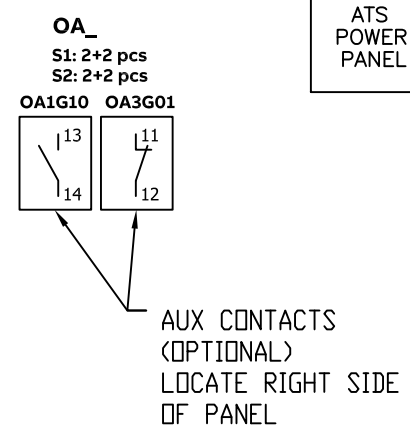 OA_
S1: 2+2 pcs
S2: 2+2 pcs
OA1G10 OA3G01
13 11
14 12
ATS
POWER
PANEL
AUX CONTACTS
(OPTIONAL)
LOCATE RIGHT SIDE
OF PANEL